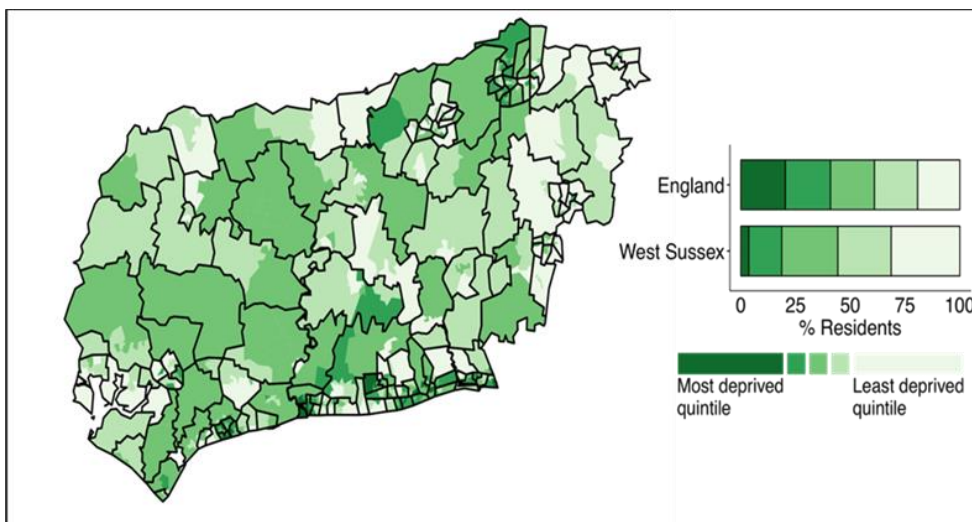 England
West Sussex
0 25 50 75 100
% Residents
Most deprived Least deprived
quintile quintile